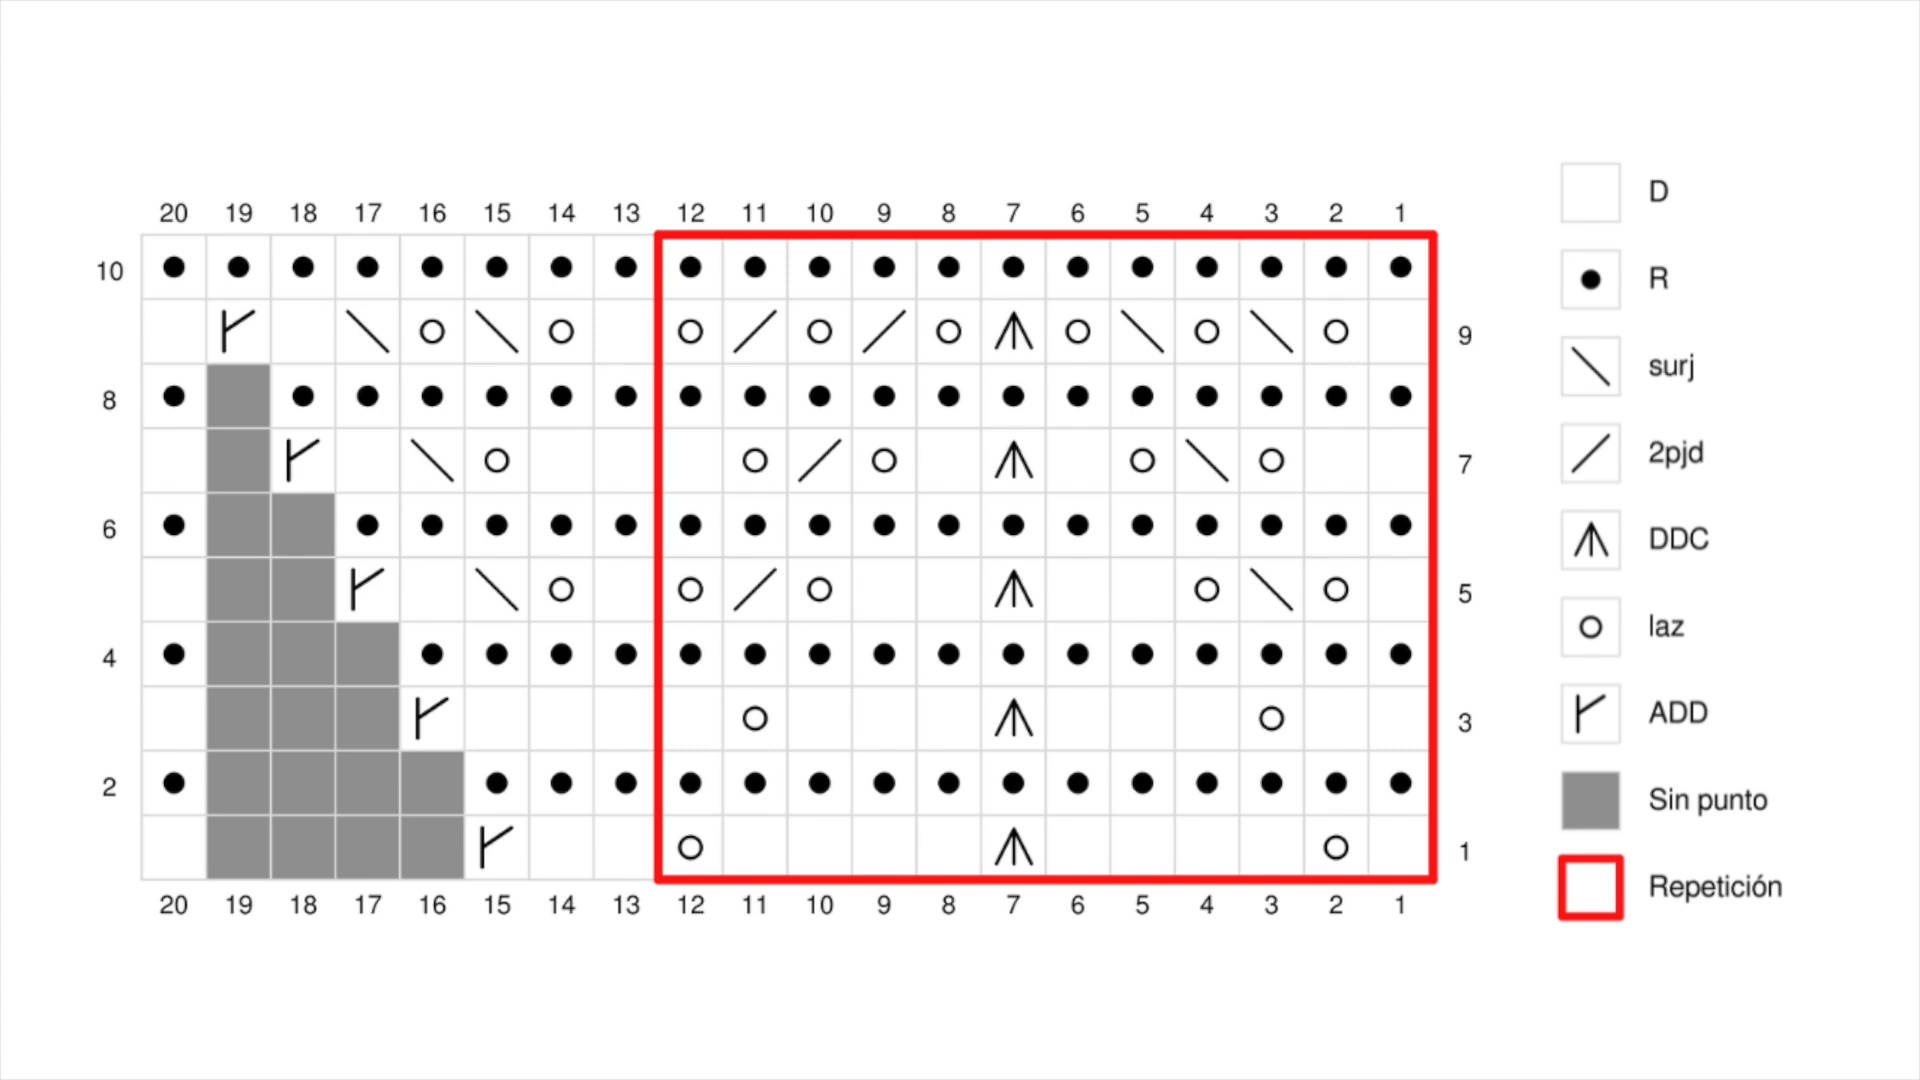 20 19 18 17 16 15 14 13 12 11 10 9 8 7 6 5 4 3 2 1
10
9
8
7
6
5
4
3
2
1
20 19 18 17 16 15 14 13 12 11 10 9 8 7 6 5 4 3 2 1
D
R
surj
2pjd
DDC
laz
ADD
Sin punto
Repetición